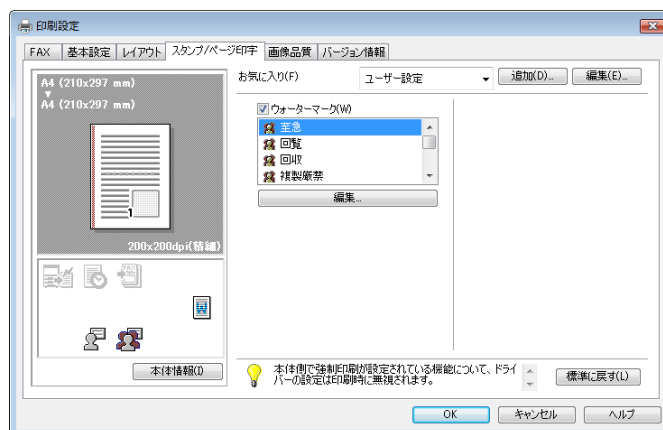 印刷設定
FAX 基本設定 レイアウト スタンプ/ページ印字 画像品質 バージョン情報
A4 (210x297 mm)
A4 (210x297 mm)
1
200x200dpi(精細)
本体情報(I)
お気に入り(F) ユーザー設定 追加(D)... 編集(E)...
ウォーターマーク(W)
至急
回覧
回収
複製厳禁
編集...
本体側で強制印刷が設定されている機能について、ドライ
バーの設定は印刷時に無視されます。
標準に戻す(L)
OK キャンセル ヘルプ